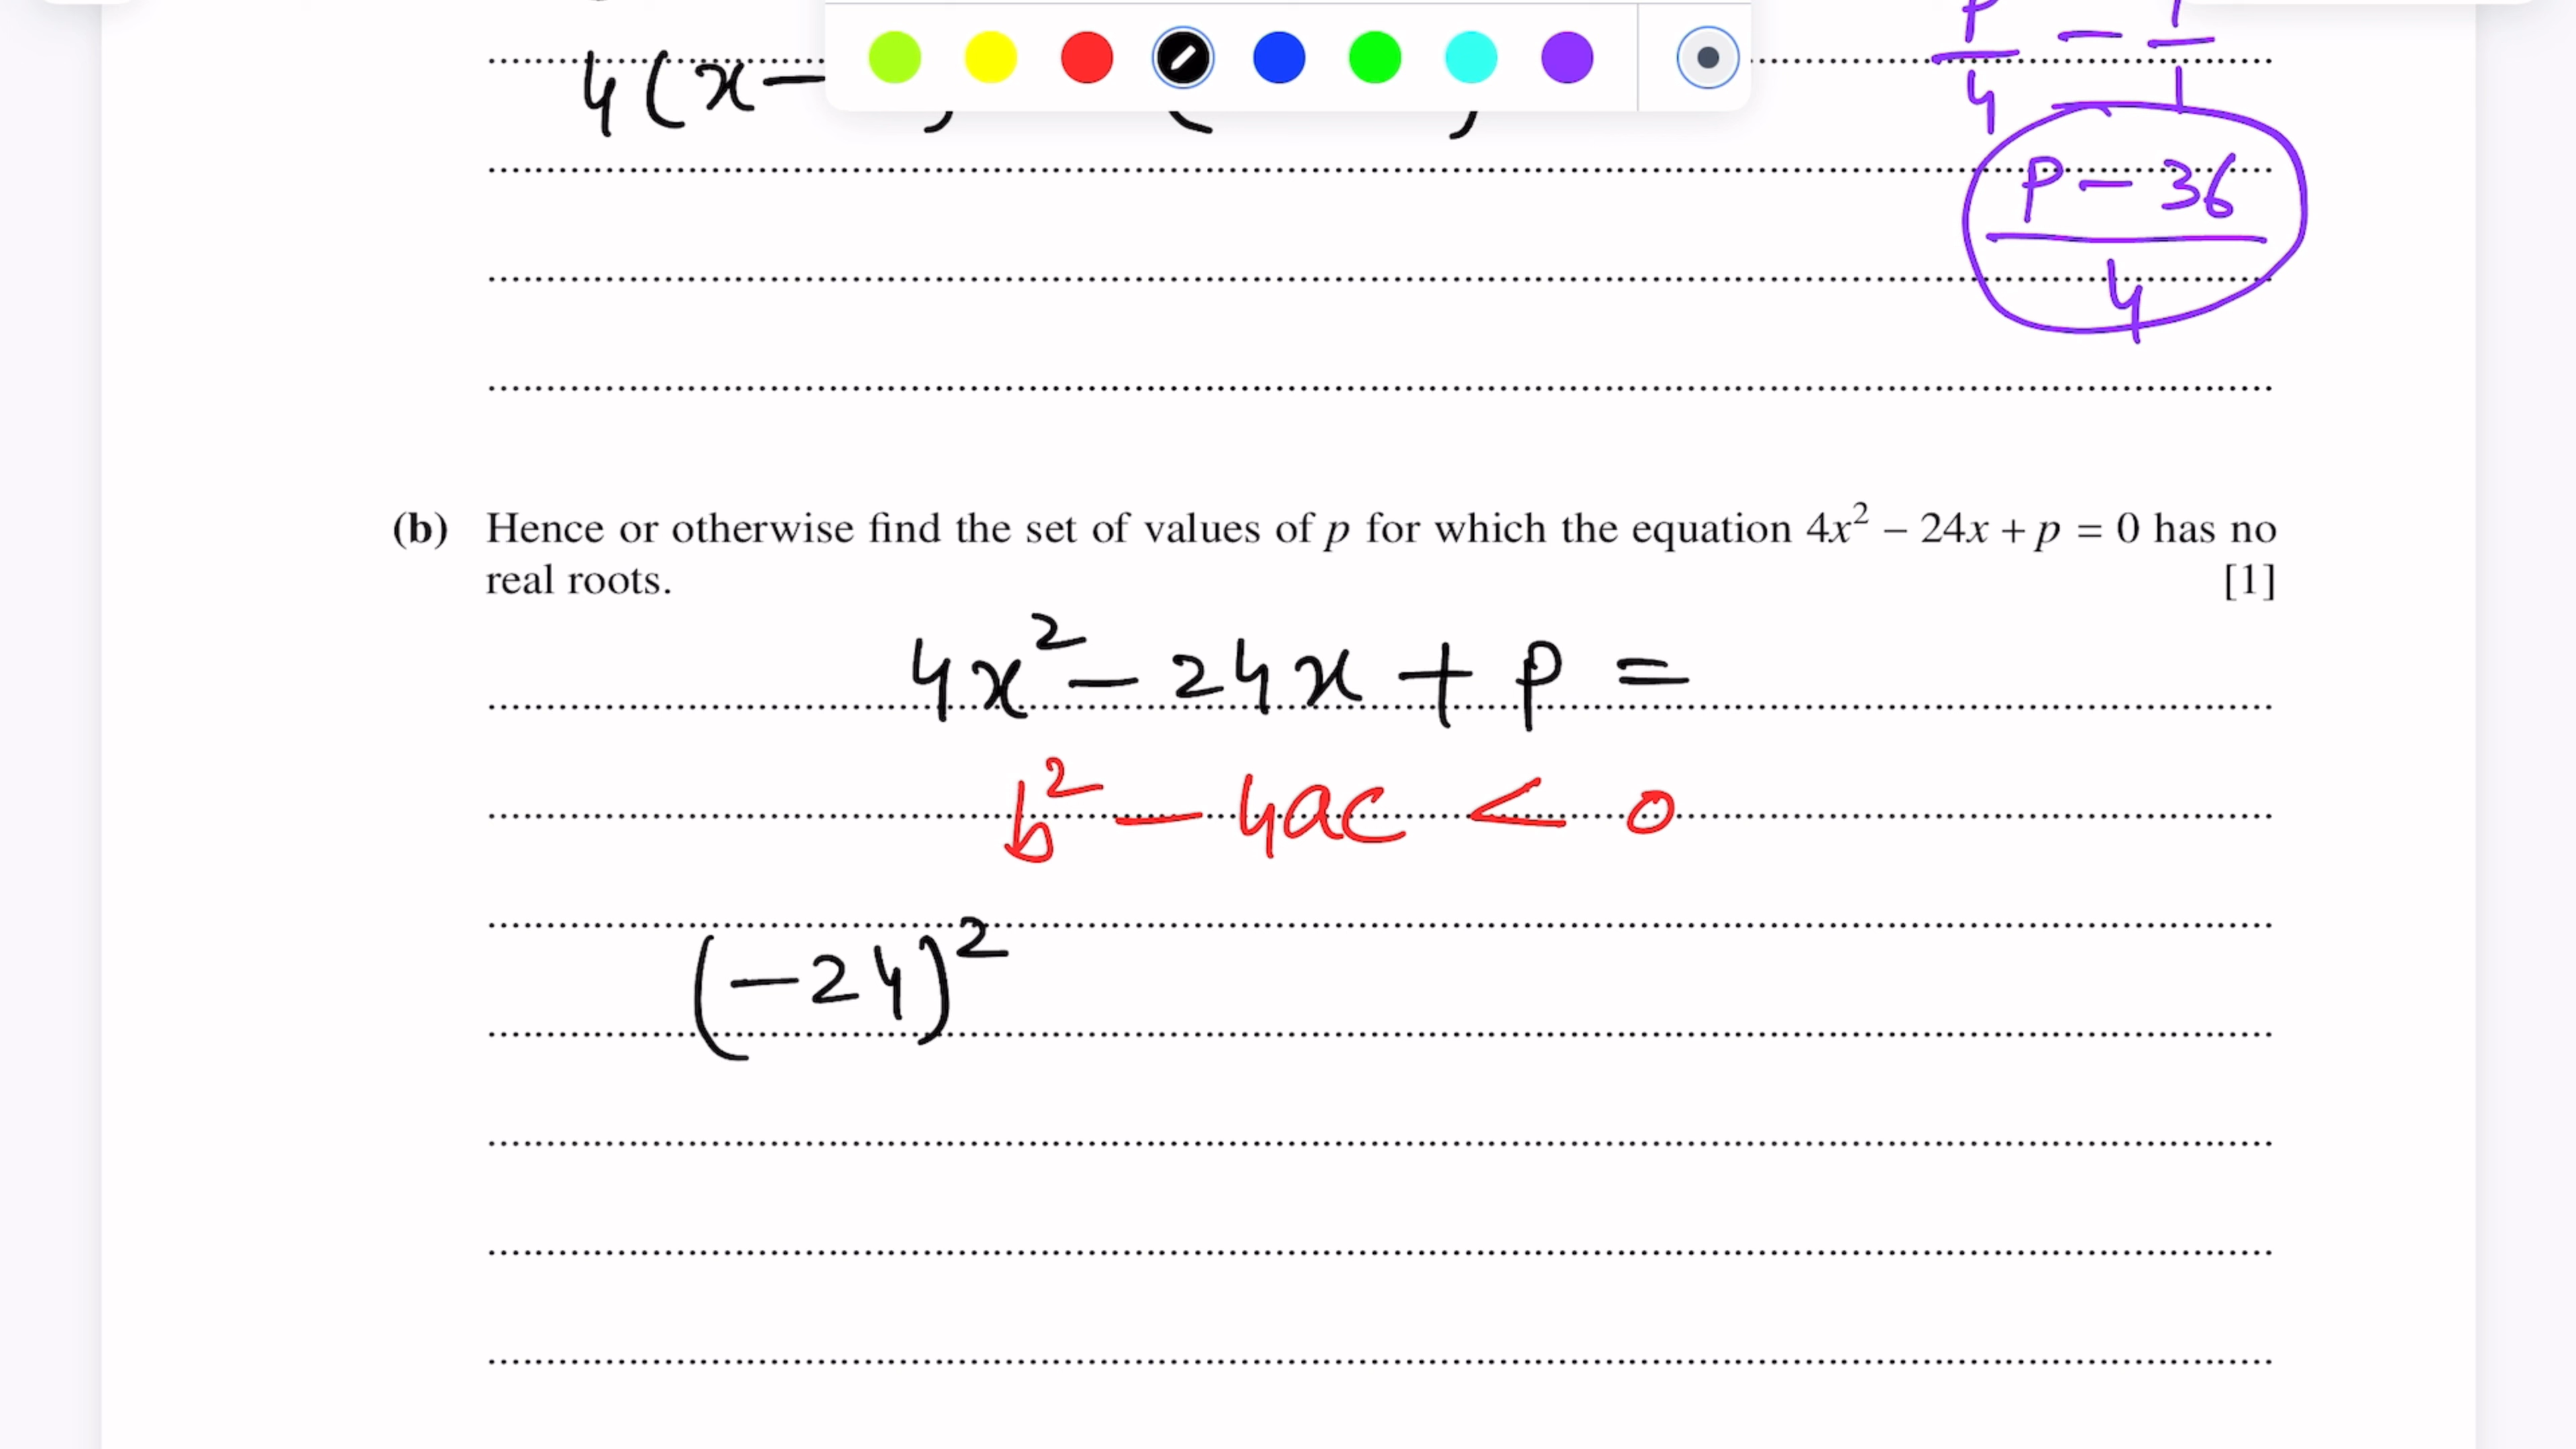 4(x−
P/4 − 
P − 36
4
(b) Hence or otherwise find the set of values of p for which the equation 4x² − 24x + p = 0 has no
real roots. [1]
4x² − 24x + P =
b² − 4ac < 0
(−24)²